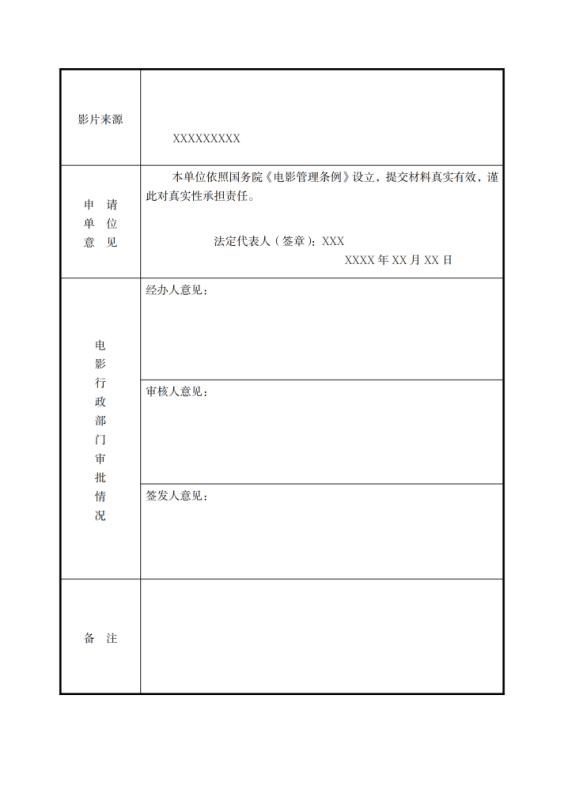 影片来源
XXXXXXXXX
申　请
单　位
意　见
本单位依照国务院《电影管理条例》设立，提交材料真实有效，谨
此对真实性承担责任。
法定代表人（签章）：XXX
XXXX 年 XX 月 XX 日
电
影
行
政
部
门
审
批
情
况
经办人意见：
审核人意见：
签发人意见：
备　注